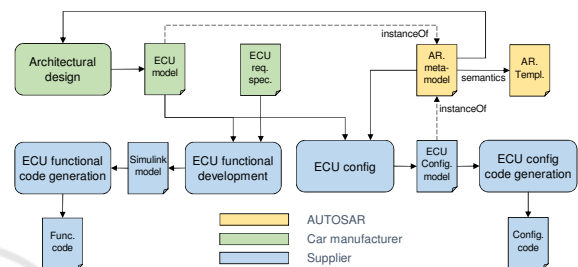 instanceOf
Architectural
design
ECU
model
ECU
req.
spec.
AR.
meta-
model
semantics
AR.
Templ.
instanceOf
ECU functional
code generation
Simulink
model
ECU functional
development
ECU config
ECU
Config.
model
ECU config
code generation
Func.
code
AUTOSAR
Car manufacturer
Supplier
Config.
code